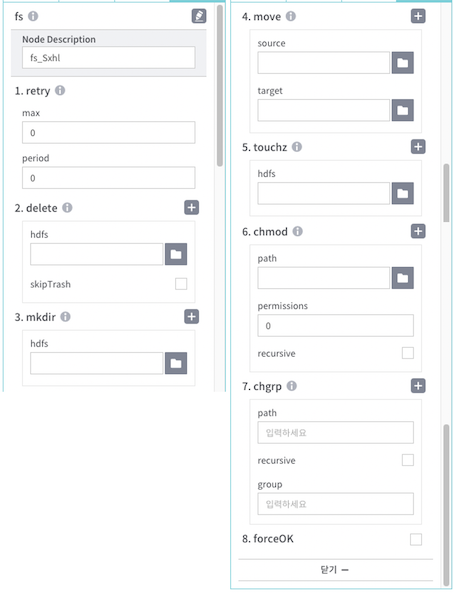 fs
Node Description
fs_Sxhl
1. retry
max
0
period
0
2. delete
hdfs
skipTrash
3. mkdir
hdfs
4. move
source
target
5. touchz
hdfs
6. chmod
path
permissions
0
recursive
7. chgrp
path
입력하세요
recursive
group
입력하세요
8. forceOK
닫기